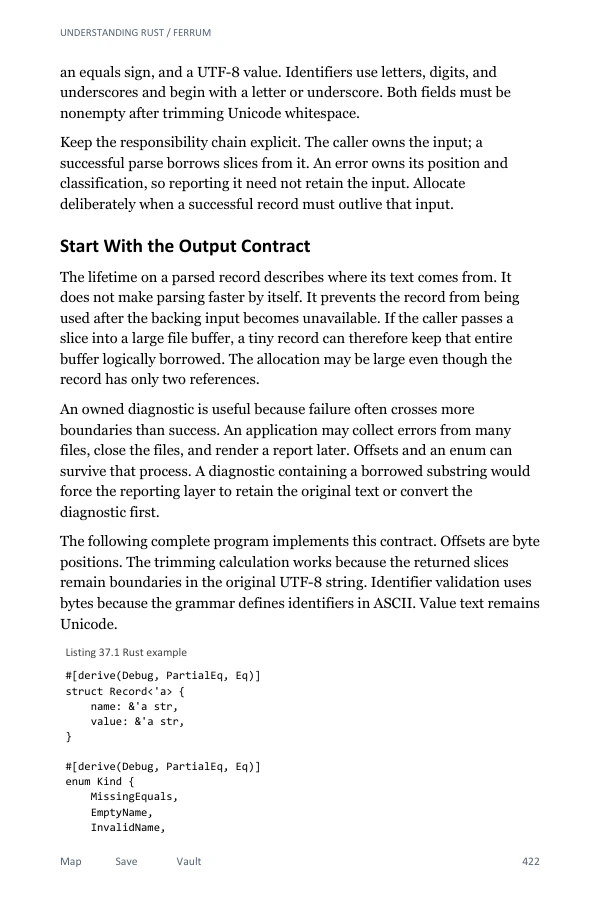 UNDERSTANDING RUST / FERRUM
an equals sign, and a UTF-8 value. Identifiers use letters, digits, and
underscores and begin with a letter or underscore. Both fields must be
nonempty after trimming Unicode whitespace.
Keep the responsibility chain explicit. The caller owns the input; a
successful parse borrows slices from it. An error owns its position and
classification, so reporting it need not retain the input. Allocate
deliberately when a successful record must outlive that input.
Start With the Output Contract
The lifetime on a parsed record describes where its text comes from. It
does not make parsing faster by itself. It prevents the record from being
used after the backing input becomes unavailable. If the caller passes a
slice into a large file buffer, a tiny record can therefore keep that entire
buffer logically borrowed. The allocation may be large even though the
record has only two references.
An owned diagnostic is useful because failure often crosses more
boundaries than success. An application may collect errors from many
files, close the files, and render a report later. Offsets and an enum can
survive that process. A diagnostic containing a borrowed substring would
force the reporting layer to retain the original text or convert the
diagnostic first.
The following complete program implements this contract. Offsets are byte
positions. The trimming calculation works because the returned slices
remain boundaries in the original UTF-8 string. Identifier validation uses
bytes because the grammar defines identifiers in ASCII. Value text remains
Unicode.
Listing 37.1 Rust example
#[derive(Debug, PartialEq, Eq)]
struct Record<'a> {
    name: &'a str,
    value: &'a str,
}
#[derive(Debug, PartialEq, Eq)]
enum Kind {
    MissingEquals,
    EmptyName,
    InvalidName,
Map Save Vault 422